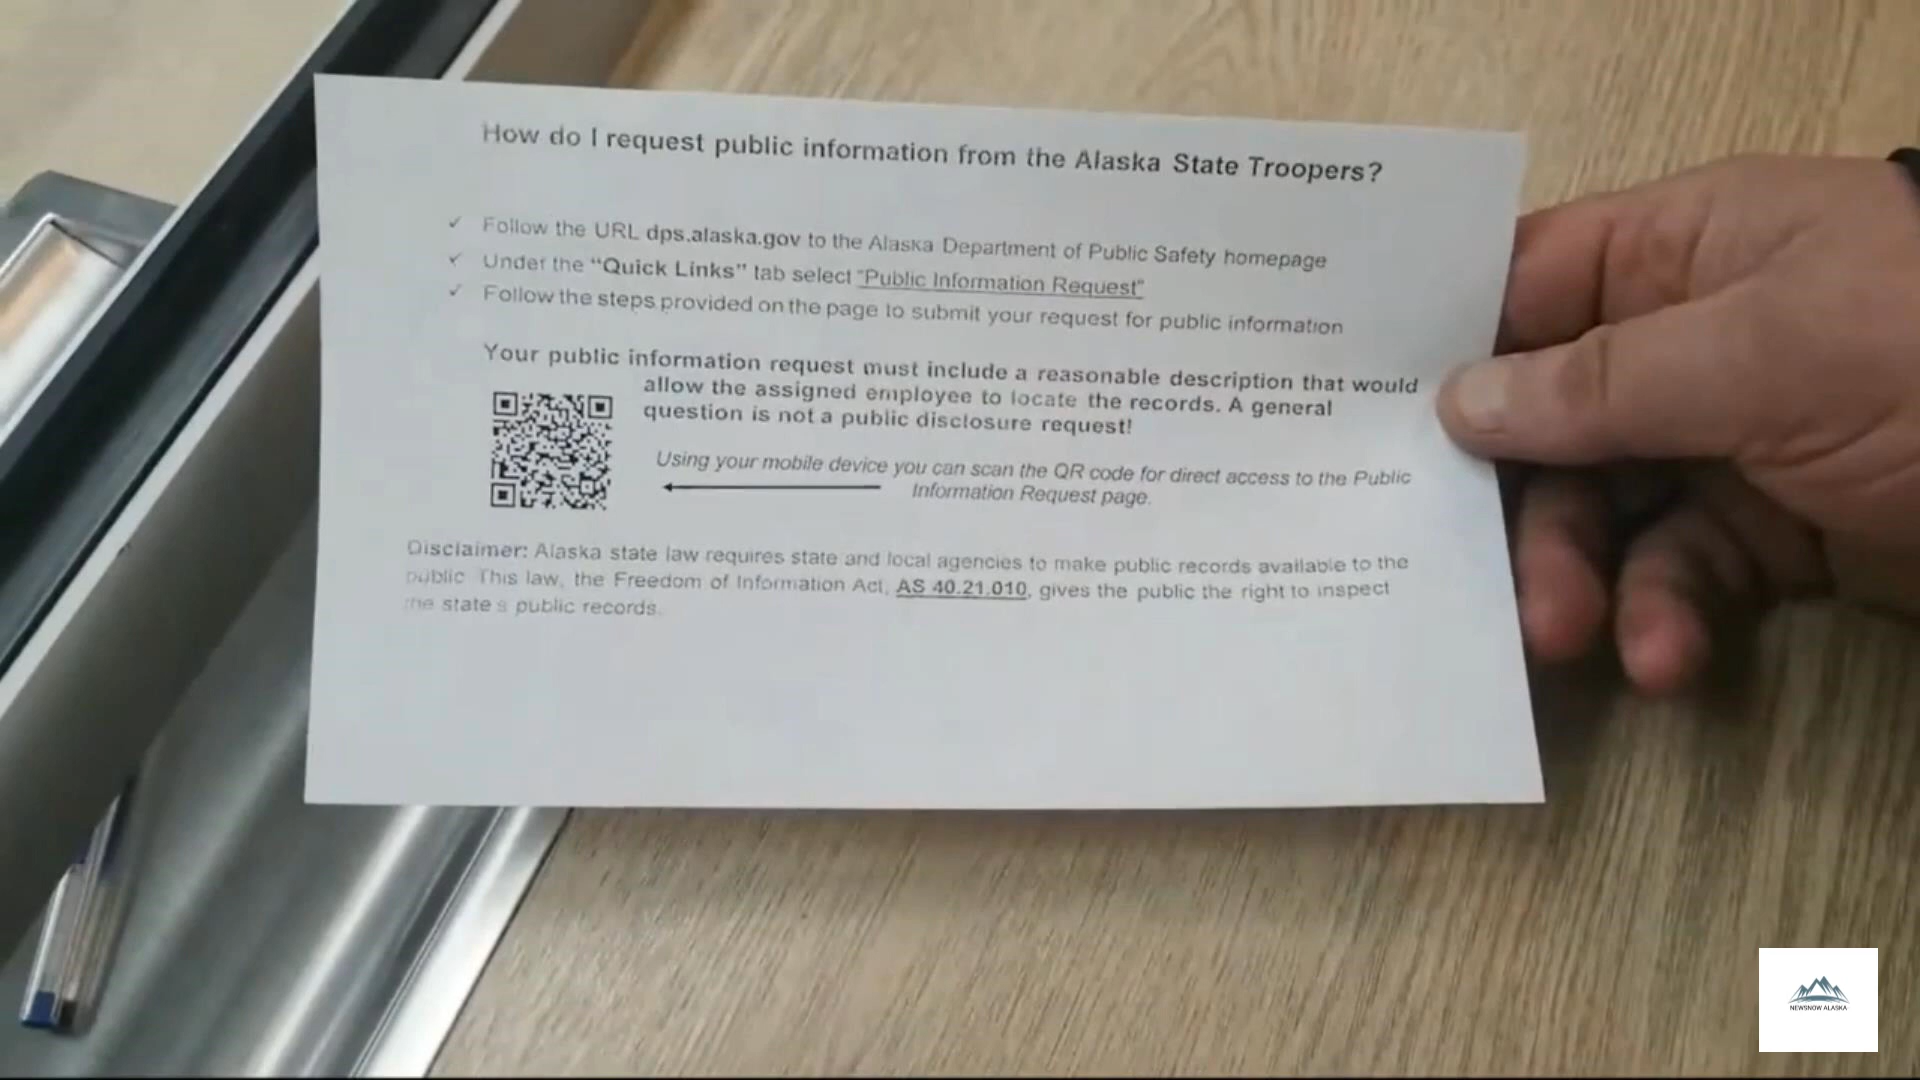 How do I request public information from the Alaska State Troopers?
✓ Follow the URL dps.alaska.gov to the Alaska Department of Public Safety homepage
✓ Under the “Quick Links” tab select “Public Information Request”
✓ Follow the steps provided on the page to submit your request for public information
Your public information request must include a reasonable description that would
allow the assigned employee to locate the records. A general
question is not a public disclosure request!
Using your mobile device you can scan the QR code for direct access to the Public
Information Request page.
Disclaimer: Alaska state law requires state and local agencies to make public records available to the
public. This law, the Freedom of Information Act, AS 40.21.010, gives the public the right to inspect
the state's public records.
NEWSNOW ALASKA